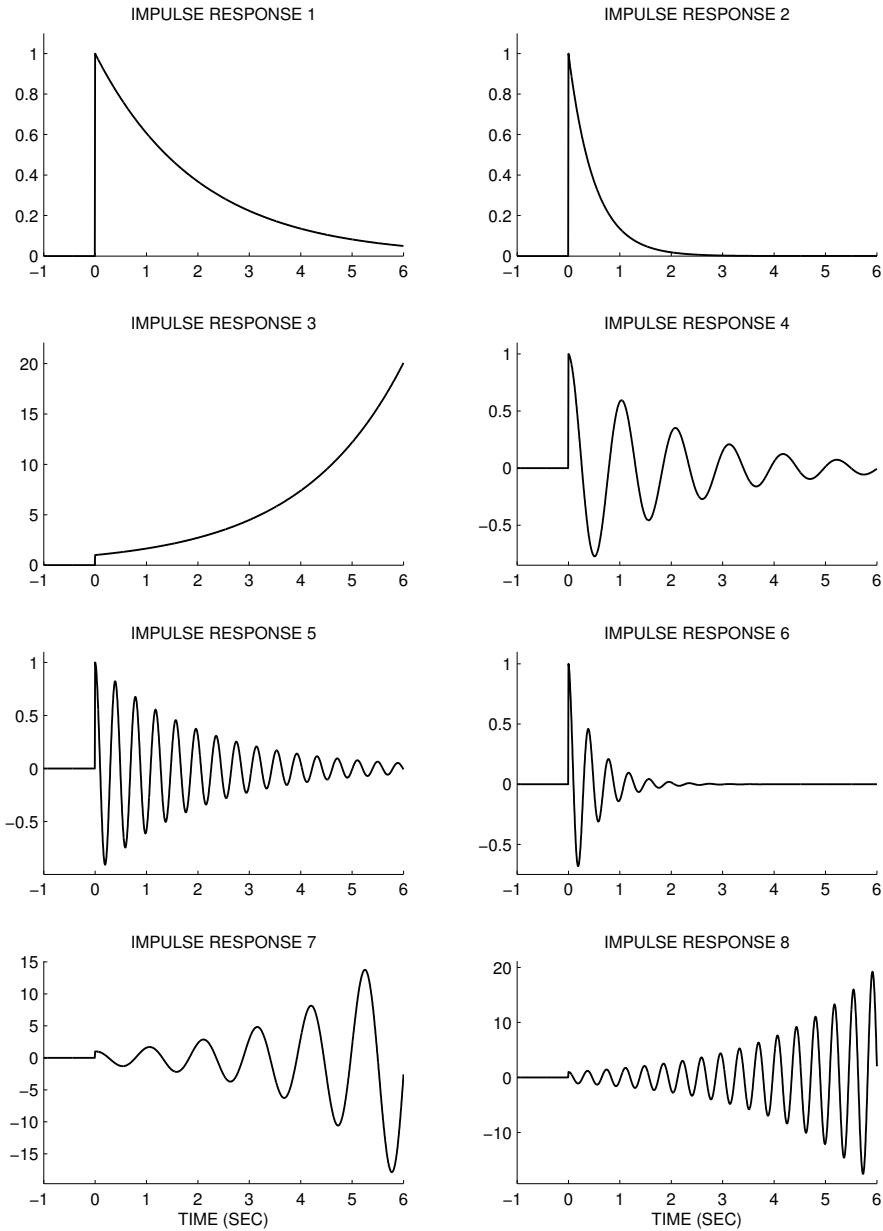 IMPULSE RESPONSE 1
1
0.8
0.6
0.4
0.2
0
−1 0 1 2 3 4 5 6
IMPULSE RESPONSE 2
1
0.8
0.6
0.4
0.2
0
−1 0 1 2 3 4 5 6
IMPULSE RESPONSE 3
20
15
10
5
0
−1 0 1 2 3 4 5 6
IMPULSE RESPONSE 4
1
0.5
0
−0.5
−1 0 1 2 3 4 5 6
IMPULSE RESPONSE 5
1
0.5
0
−0.5
−1 0 1 2 3 4 5 6
IMPULSE RESPONSE 6
1
0.5
0
−0.5
−1 0 1 2 3 4 5 6
IMPULSE RESPONSE 7
15
10
5
0
−5
−10
−15
−1 0 1 2 3 4 5 6
TIME (SEC)
IMPULSE RESPONSE 8
20
10
0
−10
−1 0 1 2 3 4 5 6
TIME (SEC)